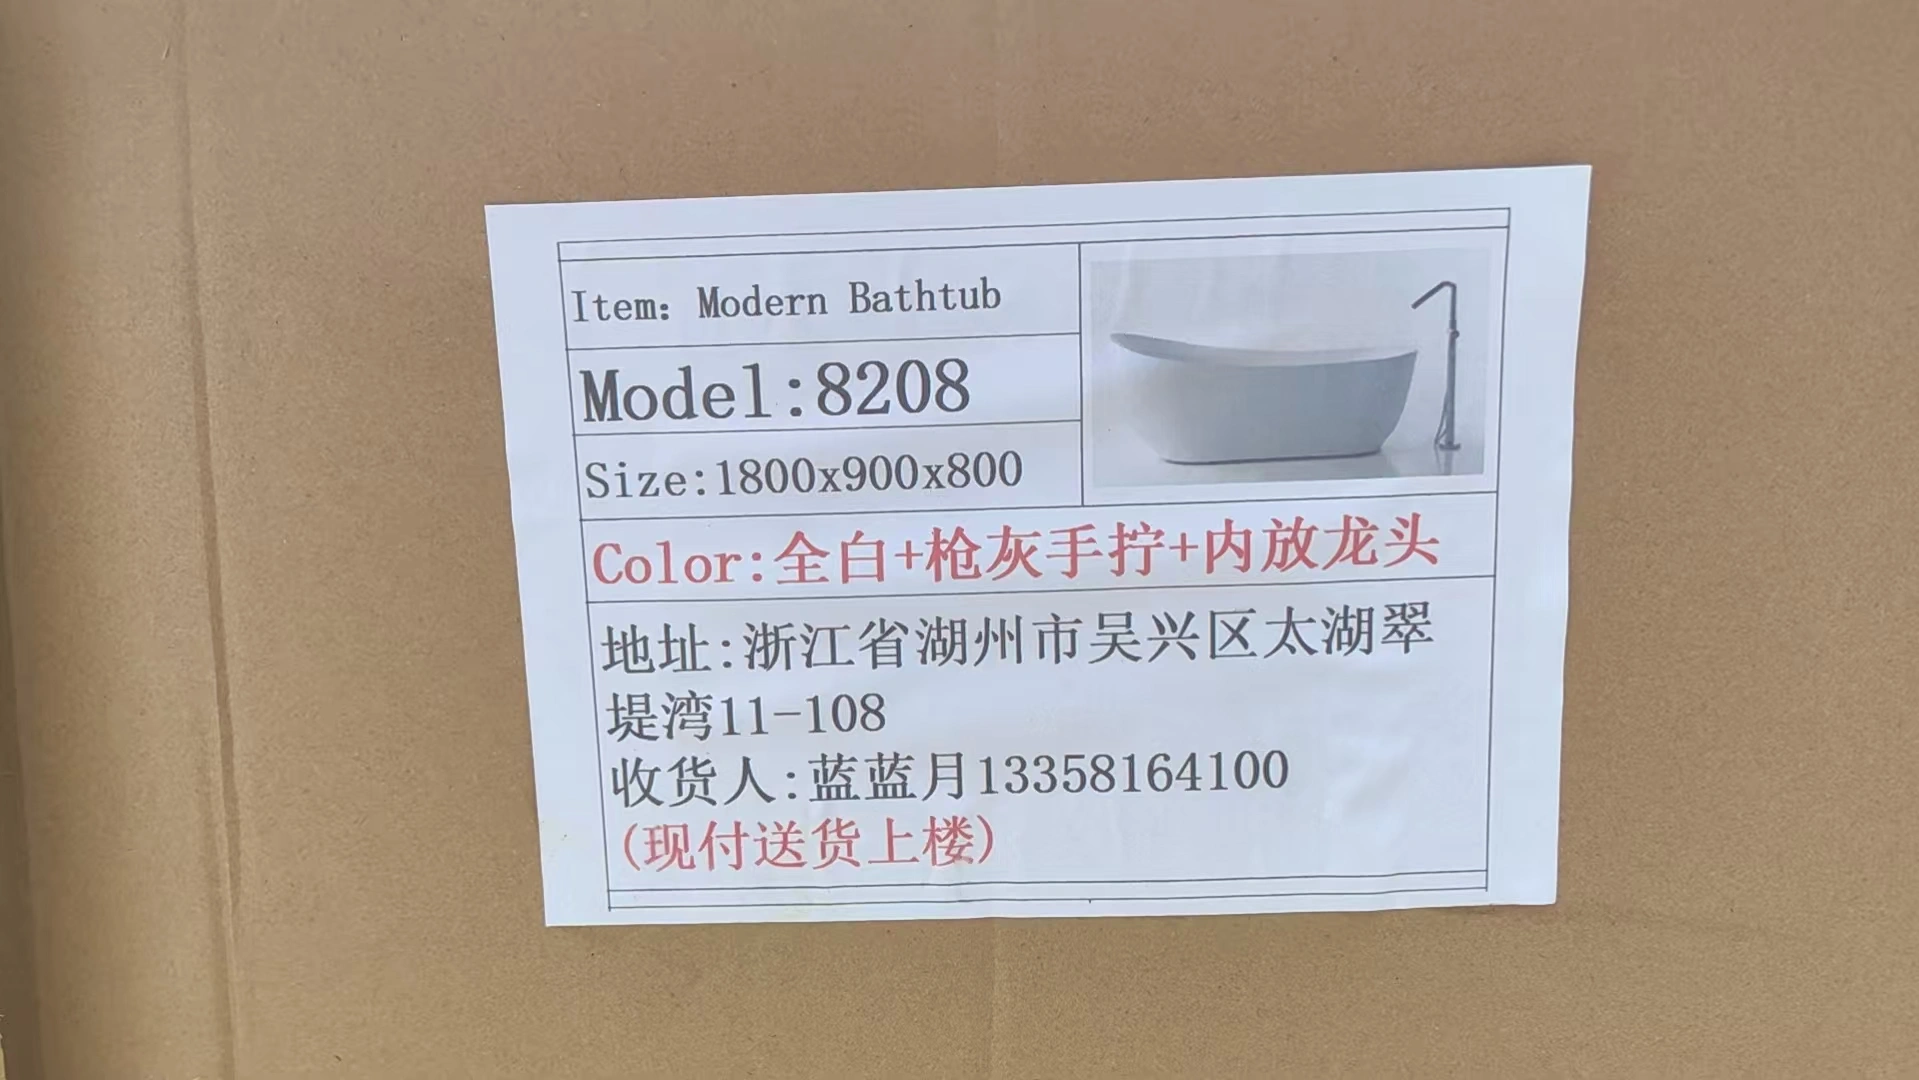 Item: Modern Bathtub
Model:8208
Size:1800x900x800
Color:全白+枪灰手拧+内放龙头
地址:浙江省湖州市吴兴区太湖翠
堤湾11-108
收货人:蓝蓝月13358164100
(现付送货上楼)